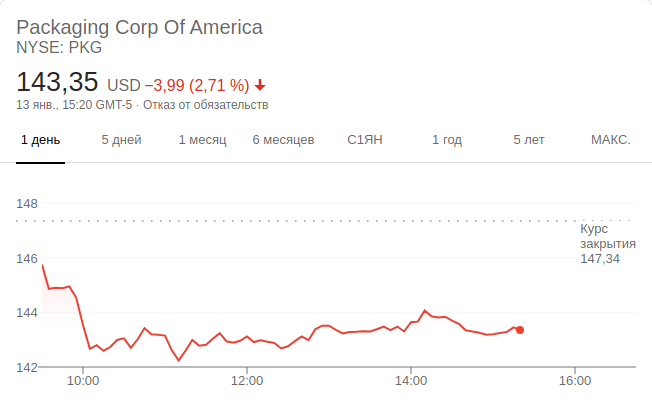 Packaging Corp Of America
NYSE: PKG
143,35 USD −3,99 (2,71 %)
13 янв., 15:20 GMT-5 · Отказ от обязательств
1 день 5 дней 1 месяц 6 месяцев С1ЯН 1 год 5 лет МАКС.
148
Курс
закрытия
146
147,34
144
142
10:00 12:00 14:00 16:00